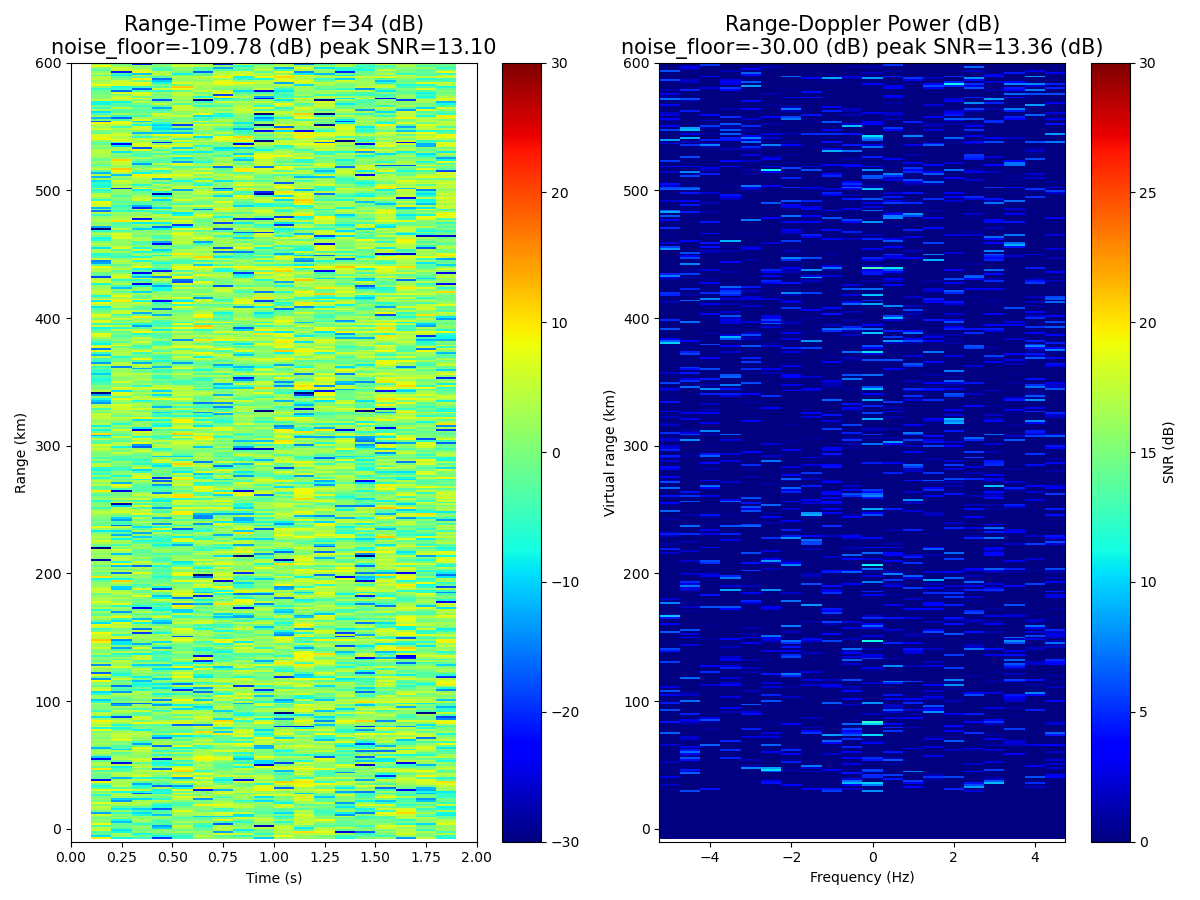 Range-Time Power f=34 (dB)
noise_floor=-109.78 (dB) peak SNR=13.10
600
500
400
300
200
100
0
Range (km)
0.00 0.25 0.50 0.75 1.00 1.25 1.50 1.75 2.00
Time (s)
30
20
10
0
−10
−20
−30
Range-Doppler Power (dB)
noise_floor=-30.00 (dB) peak SNR=13.36 (dB)
600
500
400
300
200
100
0
Virtual range (km)
−4 −2 0 2 4
Frequency (Hz)
30
25
20
15
10
5
0
SNR (dB)